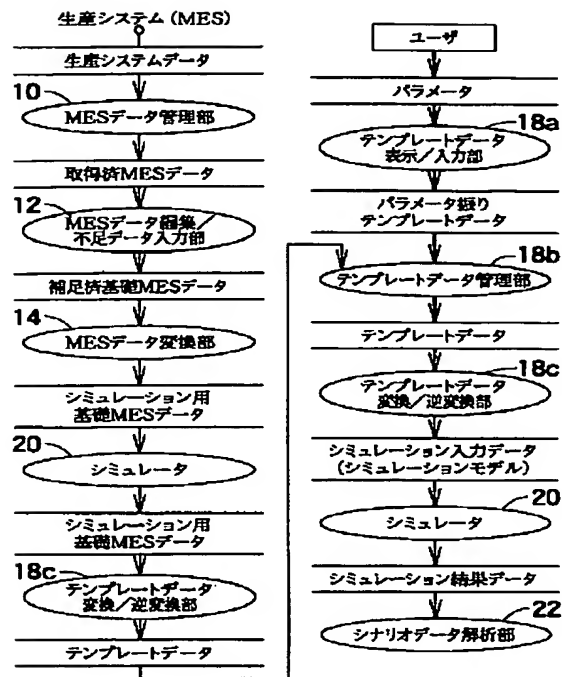 生産システム (MES)
生産システムデータ
10
MESデータ管理部
取得済MESデータ
12
MESデータ編集／
不足データ入力部
補足済基礎MESデータ
14
MESデータ変換部
シミュレーション用
基礎MESデータ
20
シミュレータ
シミュレーション用
基礎MESデータ
18c
テンプレートデータ
変換／逆変換部
テンプレートデータ
ユーザ
パラメータ
18a
テンプレートデータ
表示／入力部
パラメータ振り
テンプレートデータ
18b
テンプレートデータ管理部
テンプレートデータ
18c
テンプレートデータ
変換／逆変換部
シミュレーション入力データ
(シミュレーションモデル)
20
シミュレータ
シミュレーション結果データ
22
シナリオデータ解析部